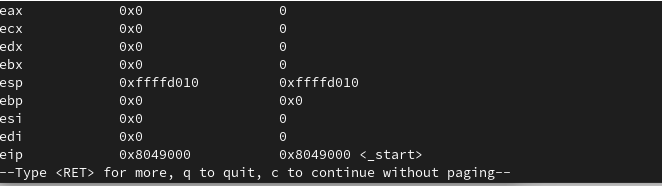 eax 0x0 0
ecx 0x0 0
edx 0x0 0
ebx 0x0 0
esp 0xffffd010 0xffffd010
ebp 0x0 0x0
esi 0x0 0
edi 0x0 0
eip 0x8049000 0x8049000 <_start>
--Type <RET> for more, q to quit, c to continue without paging--